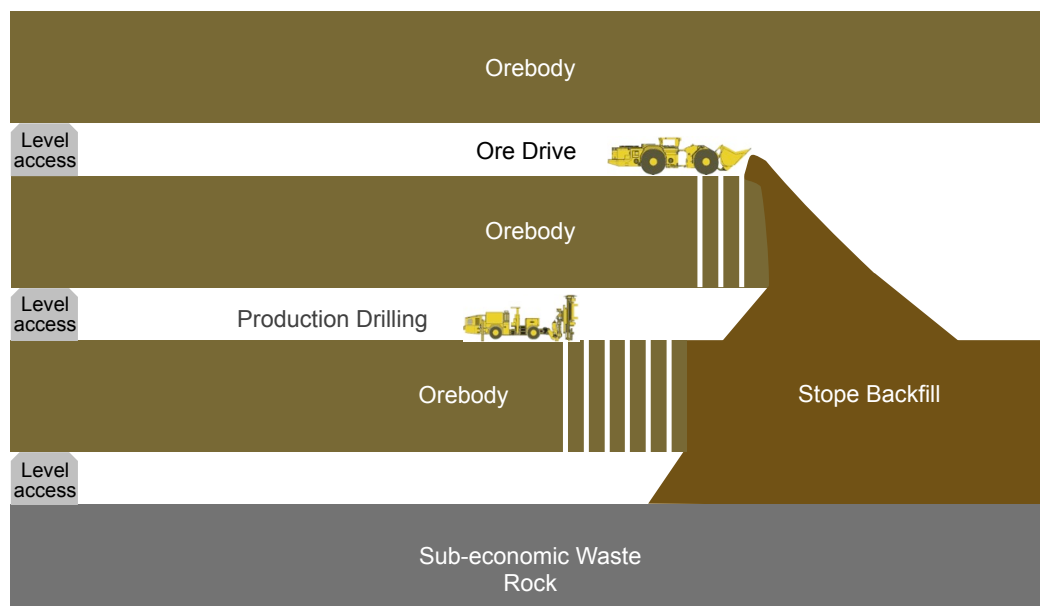 Orebody
Level
access
Ore Drive
Orebody
Level
access
Production Drilling
Orebody
Stope Backfill
Level
access
Sub-economic Waste
Rock